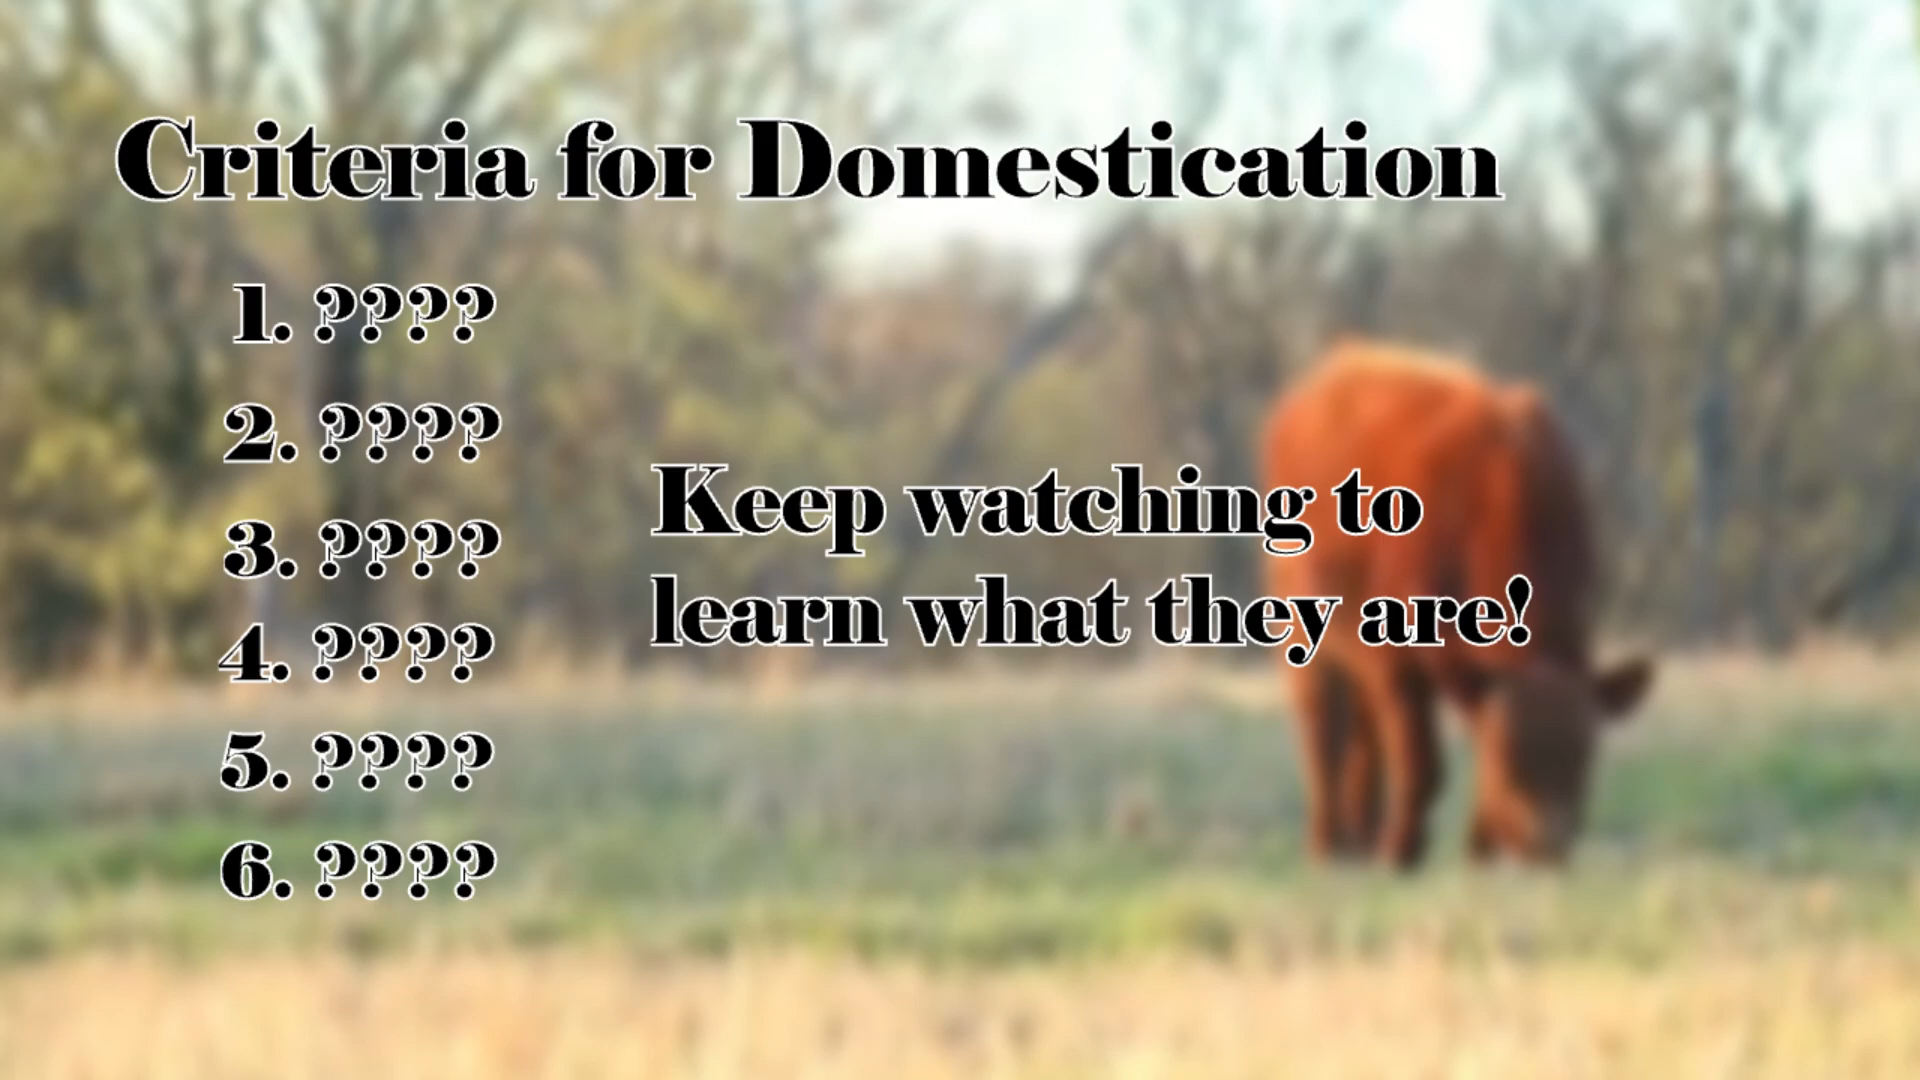 Criteria for Domestication
1. ????
2. ????
3. ????
4. ????
5. ????
6. ????
Keep watching to
learn what they are!